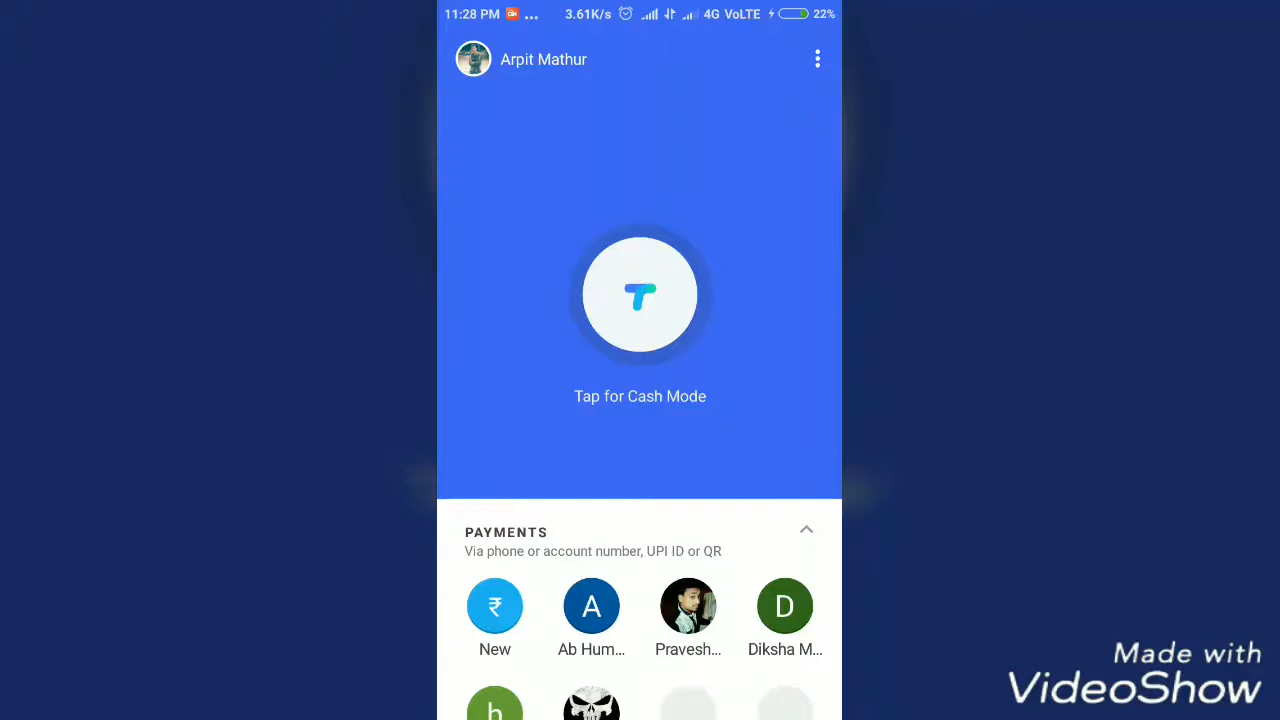 11:28 PM ... 3.61K/s 4G VoLTE 22%
Arpit Mathur
T
Tap for Cash Mode
PAYMENTS
Via phone or account number, UPI ID or QR
₹ A D
New Ab Hum... Pravesh... Diksha M...
h
Made with
VideoShow